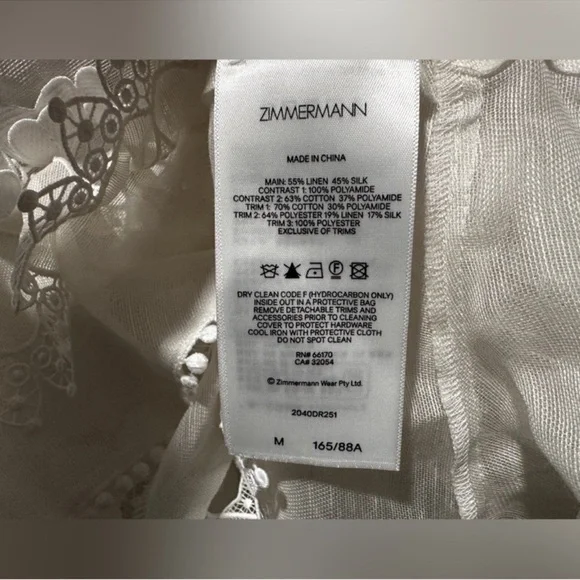 ZIMMERMANN
MADE IN CHINA
MAIN: 55% LINEN 45% SILK
CONTRAST 1: 100% POLYAMIDE
CONTRAST 2: 63% COTTON 37% POLYAMIDE
TRIM 1: 70% COTTON 30% POLYAMIDE
TRIM 2: 64% POLYESTER 19% LINEN 17% SILK
TRIM 3: 100% POLYESTER
EXCLUSIVE OF TRIMS
F
DRY CLEAN CODE F (HYDROCARBON ONLY)
INSIDE OUT IN A PROTECTIVE BAG
REMOVE DETACHABLE TRIMS AND
ACCESSORIES PRIOR TO CLEANING
COVER TO PROTECT HARDWARE
COOL IRON WITH PROTECTIVE CLOTH
DO NOT SPOT CLEAN
RN# 66170
CA# 32054
© Zimmermann Wear Pty Ltd.
2040DR251
M 165/88A